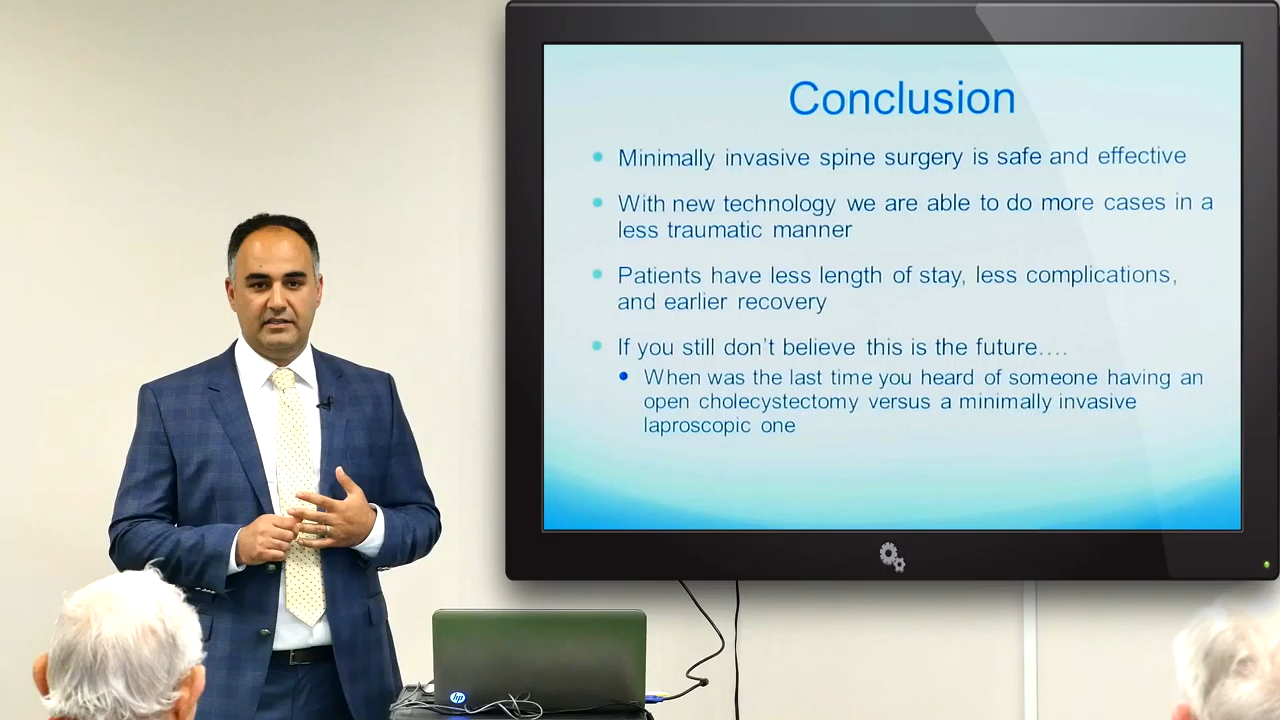 Conclusion
Minimally invasive spine surgery is safe and effective
With new technology we are able to do more cases in a
less traumatic manner
Patients have less length of stay, less complications,
and earlier recovery
If you still don't believe this is the future....
When was the last time you heard of someone having an
open cholecystectomy versus a minimally invasive
laproscopic one
hp